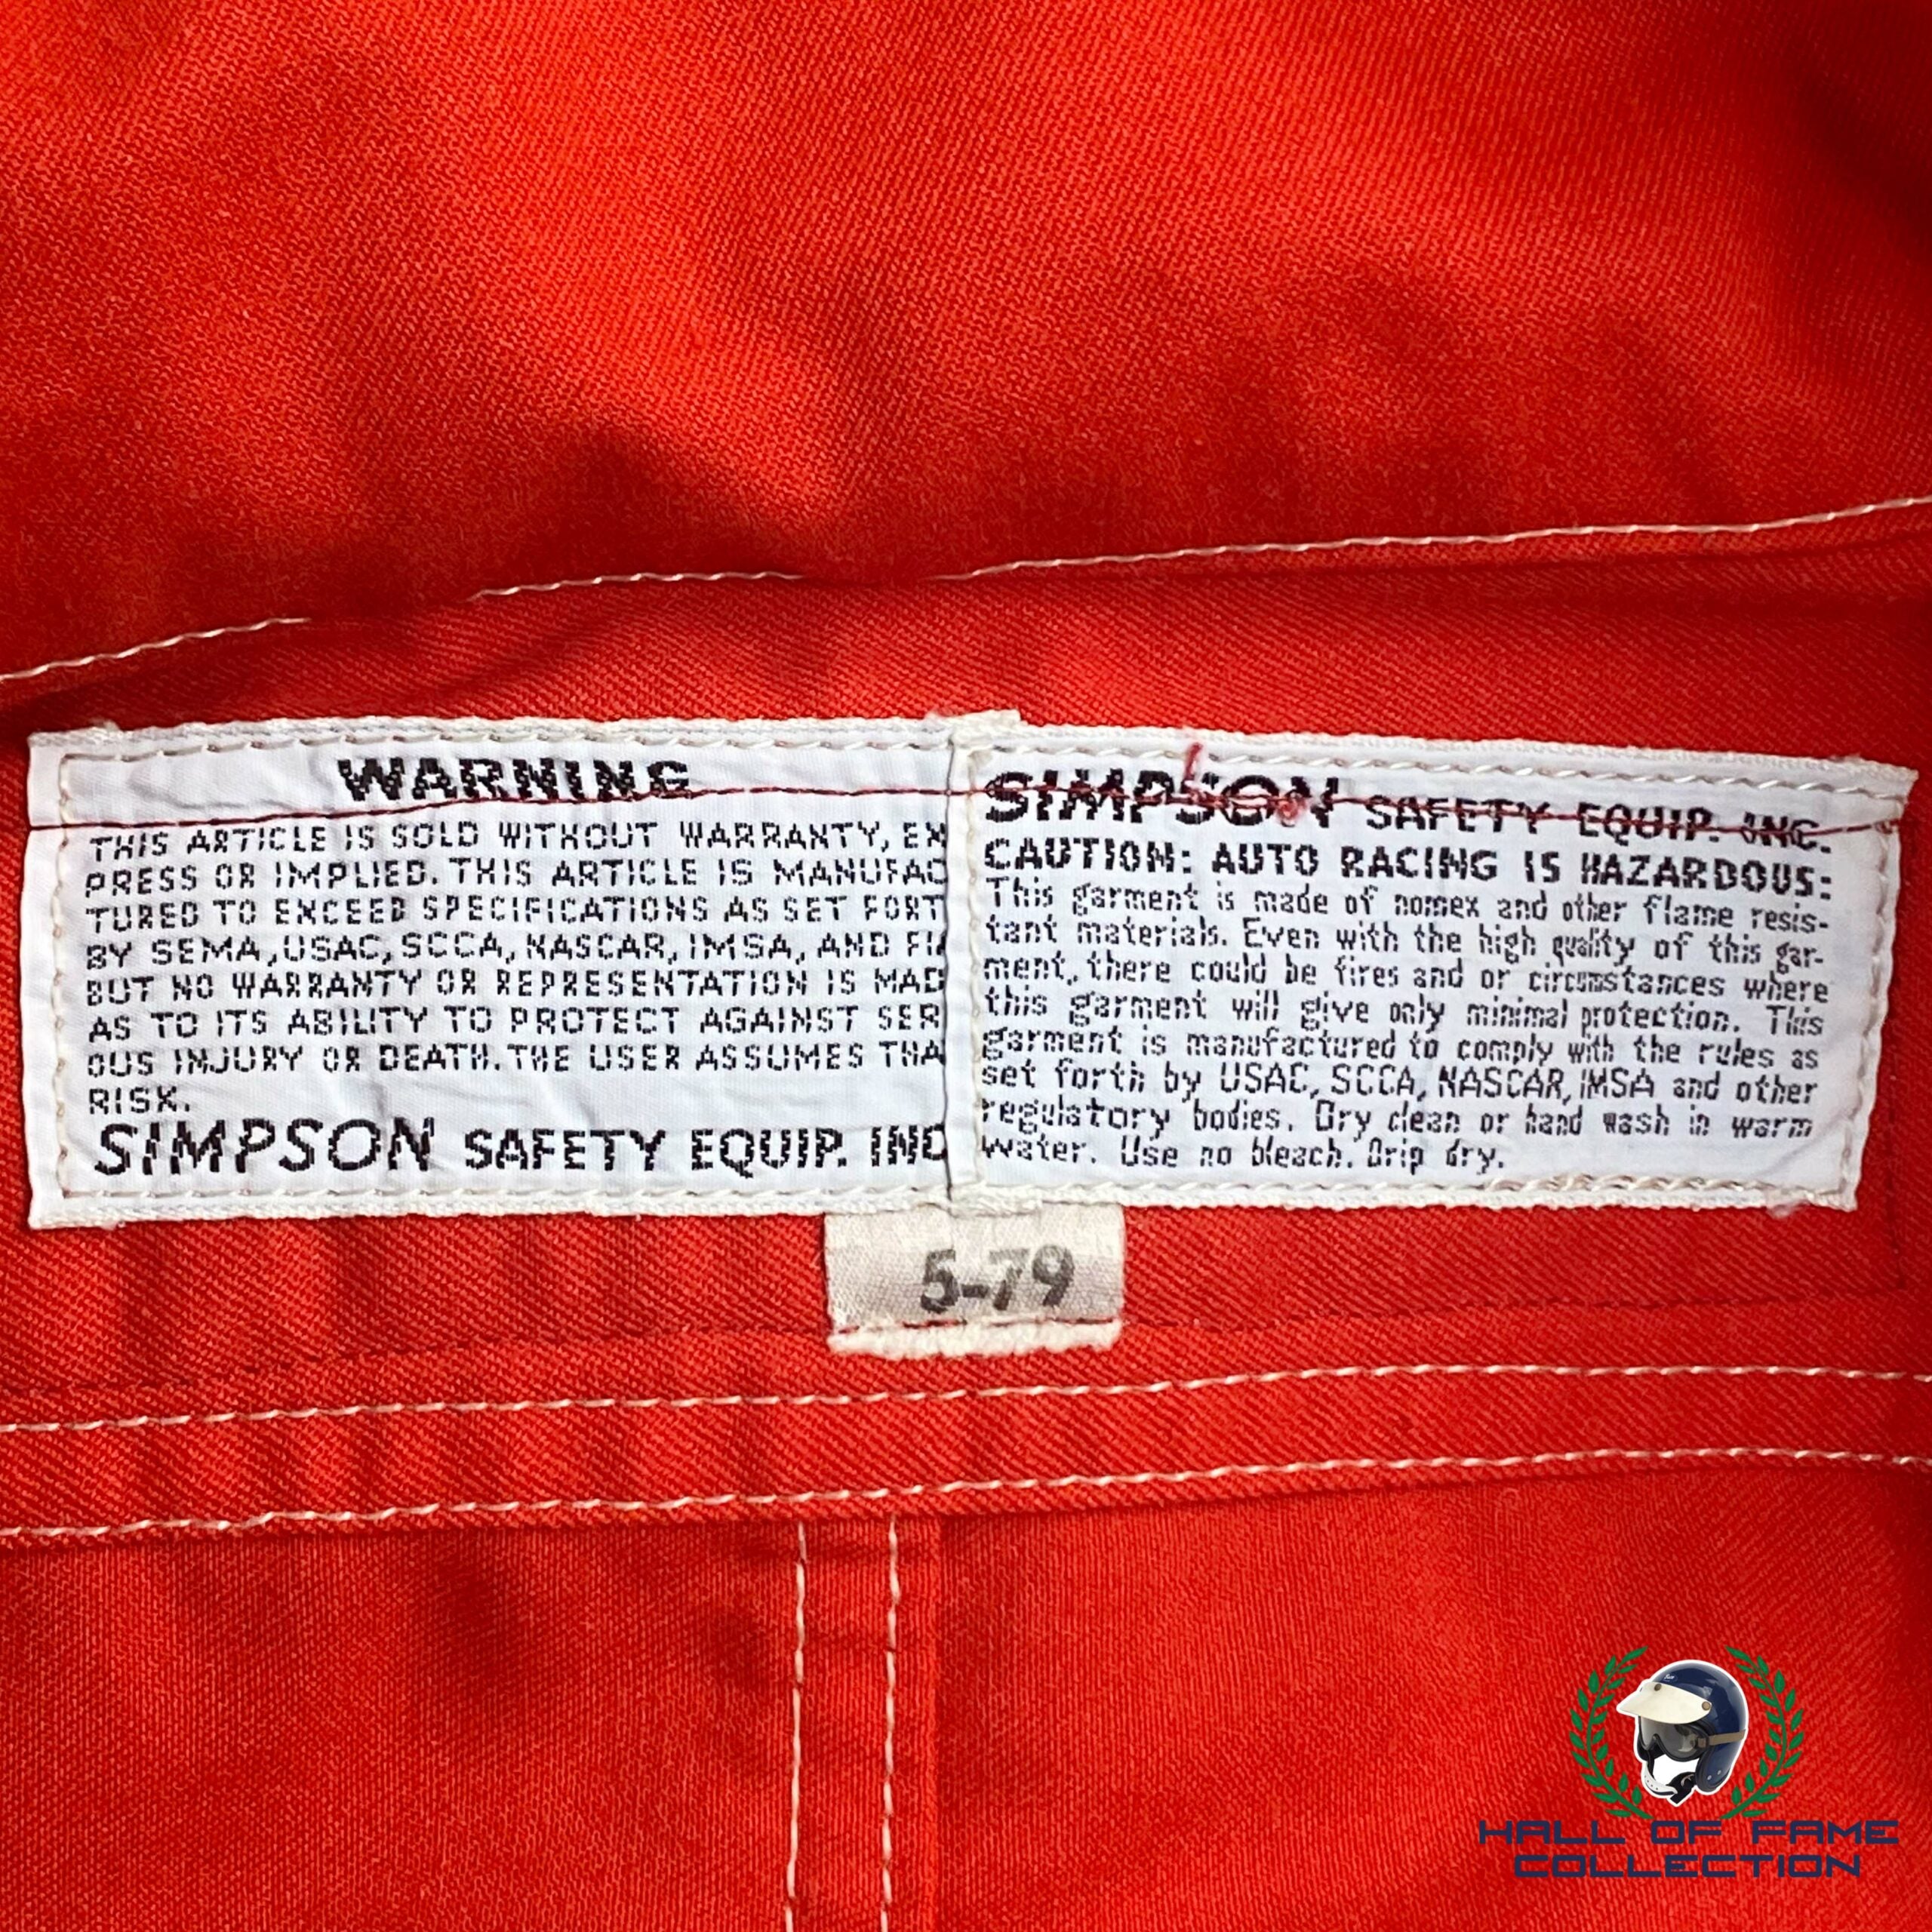 WARNING
THIS ARTICLE IS SOLD WITHOUT WARRANTY, EX
PRESS OR IMPLIED. THIS ARTICLE IS MANUFAC
TURED TO EXCEED SPECIFICATIONS AS SET FORT
BY SEMA, USAC, SCCA, NASCAR, IMSA, AND FIA
BUT NO WARRANTY OR REPRESENTATION IS MAD
AS TO ITS ABILITY TO PROTECT AGAINST SER
OUS INJURY OR DEATH. THE USER ASSUMES THA
RISK.
SIMPSON SAFETY EQUIP. INC
SIMPSON SAFETY EQUIP. INC.
CAUTION: AUTO RACING IS HAZARDOUS:
This garment is made of nomex and other flame resis-
tant materials. Even with the high quality of this gar-
ment, there could be fires and or circumstances where
this garment will give only minimal protection. This
garment is manufactured to comply with the rules as
set forth by USAC, SCCA, NASCAR, IMSA and other
regulatory bodies. Dry clean or hand wash in warm
water. Use no bleach. Drip dry.
5-79
HALL OF FAME
COLLECTION